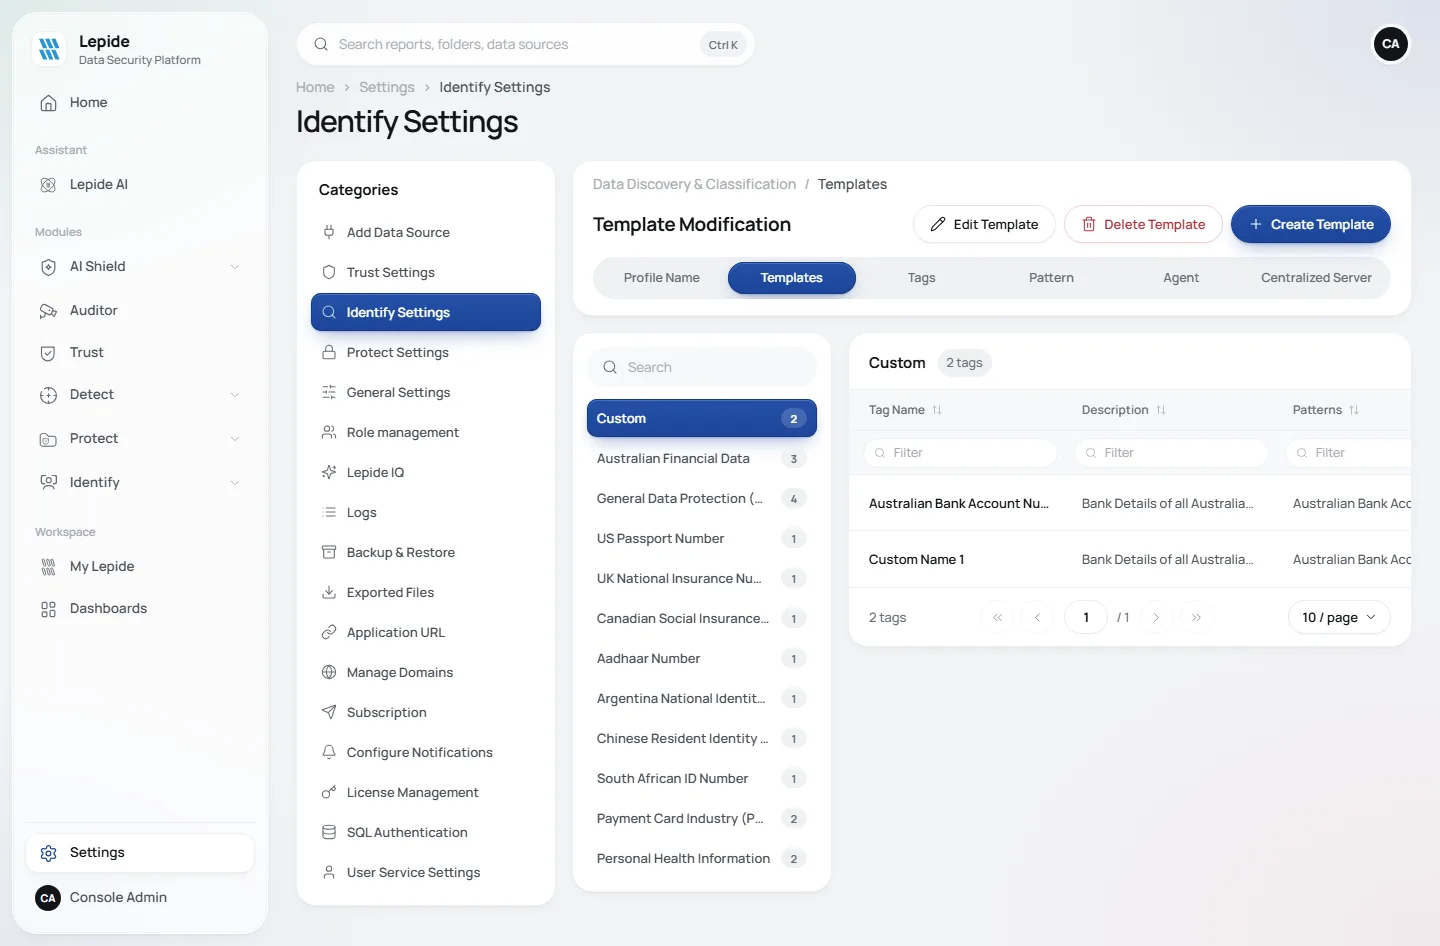 Lepide
Data Security Platform
Home
Assistant
Lepide AI
Modules
AI Shield
Auditor
Trust
Detect
Protect
Identify
Workspace
My Lepide
Dashboards
Settings
CA Console Admin
Search reports, folders, data sources Ctrl K
CA
Home > Settings > Identify Settings
Identify Settings
Categories
Add Data Source
Trust Settings
Identify Settings
Protect Settings
General Settings
Role management
Lepide IQ
Logs
Backup & Restore
Exported Files
Application URL
Manage Domains
Subscription
Configure Notifications
License Management
SQL Authentication
User Service Settings
Data Discovery & Classification / Templates
Template Modification
Edit Template
Delete Template
+ Create Template
Profile Name Templates Tags Pattern Agent Centralized Server
Search
Custom 2
Australian Financial Data 3
General Data Protection (... 4
US Passport Number 1
UK National Insurance Nu... 1
Canadian Social Insurance... 1
Aadhaar Number 1
Argentina National Identit... 1
Chinese Resident Identity ... 1
South African ID Number 1
Payment Card Industry (P... 2
Personal Health Information 2
Custom 2 tags
Tag Name Description Patterns
Filter Filter Filter
Australian Bank Account Nu... Bank Details of all Australia... Australian Bank Acc
Custom Name 1 Bank Details of all Australia... Australian Bank Acc
2 tags « ‹ 1 / 1 › » 10 / page